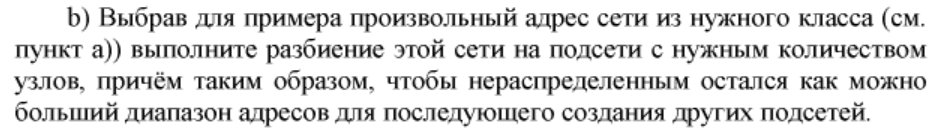 b) Выбрав для примера произвольный адрес сети из нужного класса (см.
пункт а)) выполните разбиение этой сети на подсети с нужным количеством
узлов, причём таким образом, чтобы нераспределенным остался как можно
больший диапазон адресов для последующего создания других подсетей.